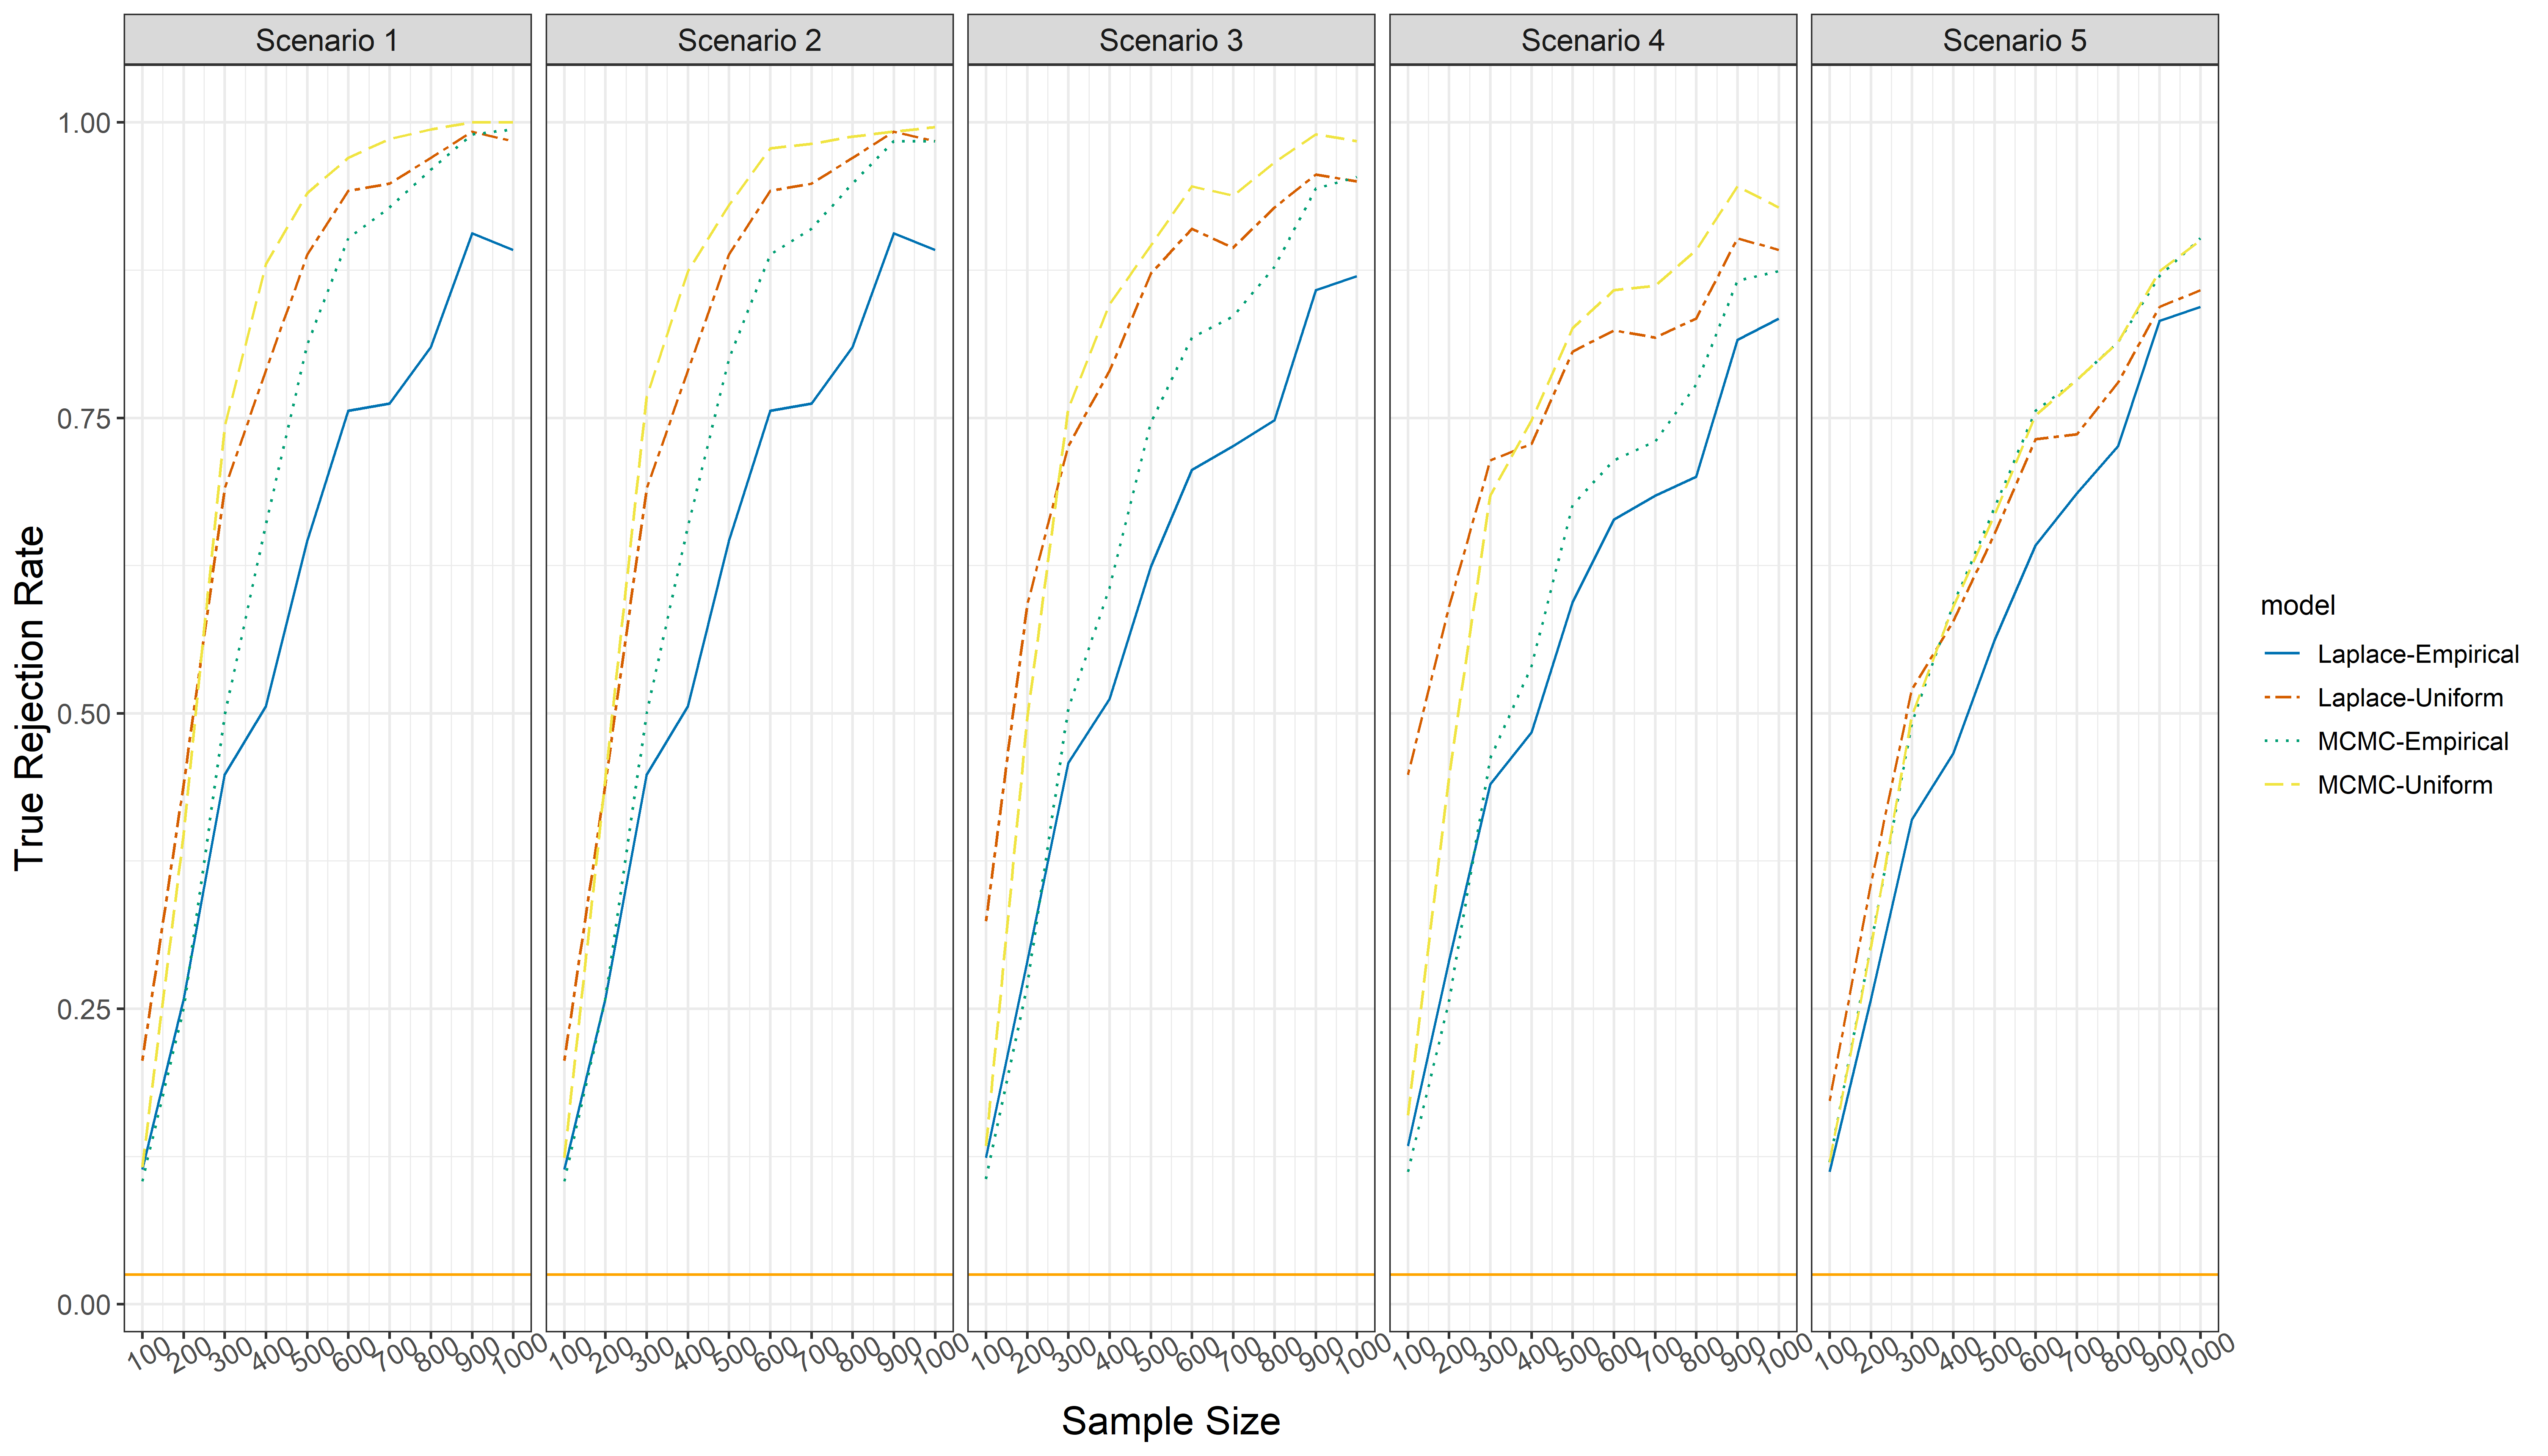 Scenario 1 Scenario 2 Scenario 3 Scenario 4 Scenario 5
True Rejection Rate
1.00
0.75
0.50
0.25
0.00
100 200 300 400 500 600 700 800 900 1000 100 200 300 400 500 600 700 800 900 1000 100 200 300 400 500 600 700 800 900 1000 100 200 300 400 500 600 700 800 900 1000 100 200 300 400 500 600 700 800 900 1000
Sample Size
model
Laplace-Empirical
Laplace-Uniform
MCMC-Empirical
MCMC-Uniform